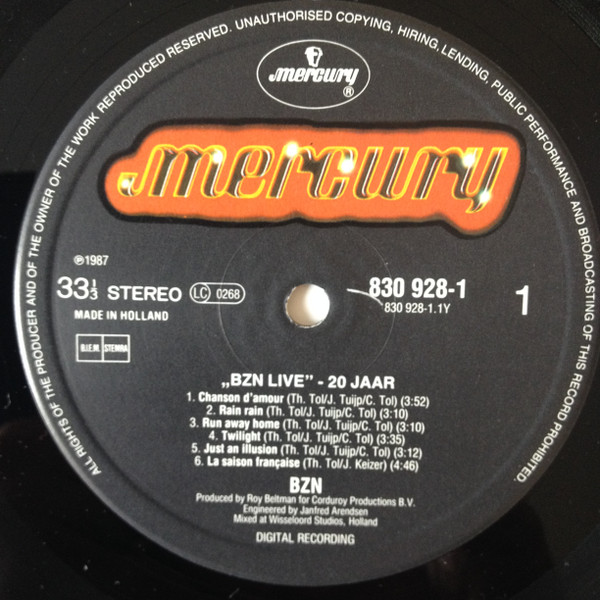 ALL RIGHTS OF THE PRODUCER AND OF THE OWNER OF THE WORK REPRODUCED RESERVED. UNAUTHORISED COPYING, HIRING, LENDING, PUBLIC PERFORMANCE AND BROADCASTING OF THIS RECORD PROHIBITED.
mercury
®
mercury
℗1987
33⅓ STEREO LC 0268
MADE IN HOLLAND
B.I.E.M. STEMRA
830 928-1
830 928-1.1Y
1
„BZN LIVE” - 20 JAAR
1. Chanson d'amour (Th. Tol/J. Tuijp/C. Tol) (3:52)
2. Rain rain (Th. Tol/J. Tuijp/C. Tol) (3:10)
3. Run away home (Th. Tol/J. Tuijp/C. Tol) (3:10)
4. Twilight (Th. Tol/J. Tuijp/C. Tol) (3:35)
5. Just an illusion (Th. Tol/J. Tuijp/C. Tol) (3:12)
6. La saison française (Th. Tol/J. Keizer) (4:46)
BZN
Produced by Roy Beltman for Corduroy Productions B.V.
Engineered by Janfred Arendsen
Mixed at Wisseloord Studios, Holland
DIGITAL RECORDING